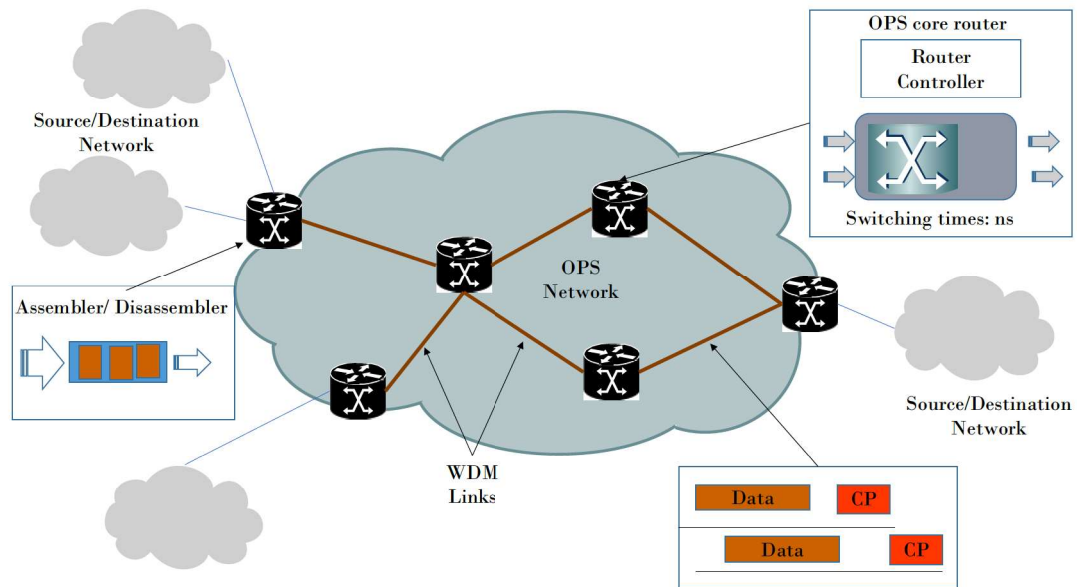 OPS core router
Router
Controller
Switching times: ns
Source/Destination
Network
OPS
Network
Assembler/ Disassembler
Source/Destination
Network
WDM
Links
Data
CP
Data
CP